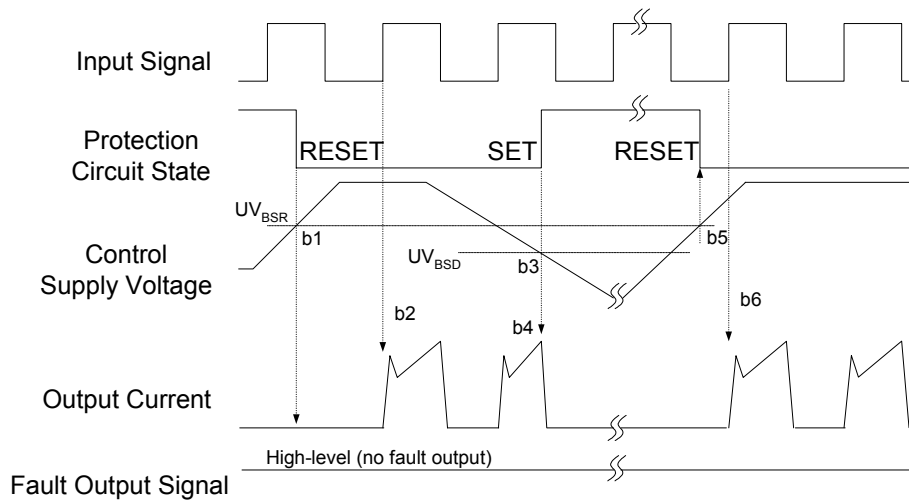 Input Signal
Protection
Circuit State
RESET
SET
RESET
UVBSR
b1
b5
UVBSD
b3
Control
Supply Voltage
b2
b4
b6
Output Current
High-level (no fault output)
Fault Output Signal